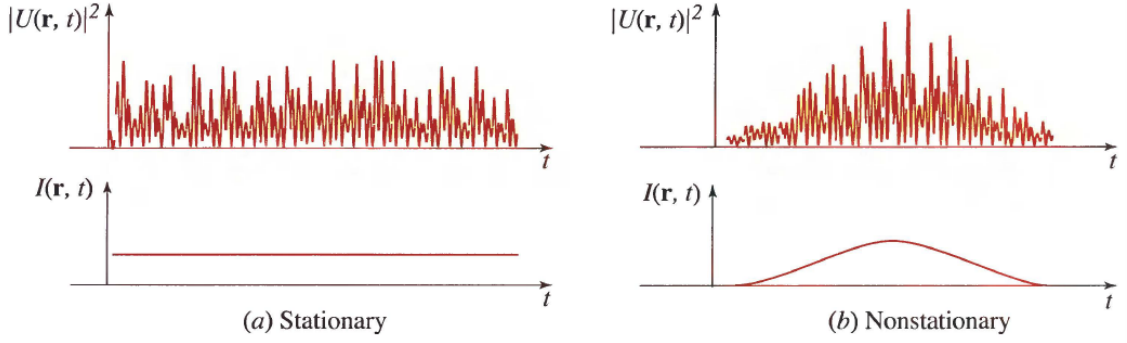 |U(r, t)|²
t
I(r, t)
t
(a) Stationary
|U(r, t)|²
t
I(r, t)
t
(b) Nonstationary